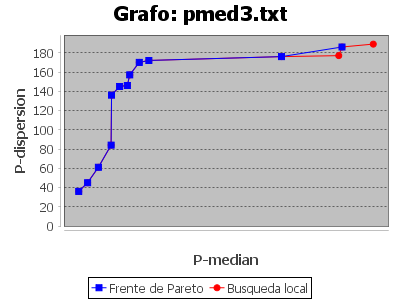 Grafo: pmed3.txt
P-dispersion
180
160
140
120
100
80
60
40
20
0
P-median
Frente de Pareto Busqueda local